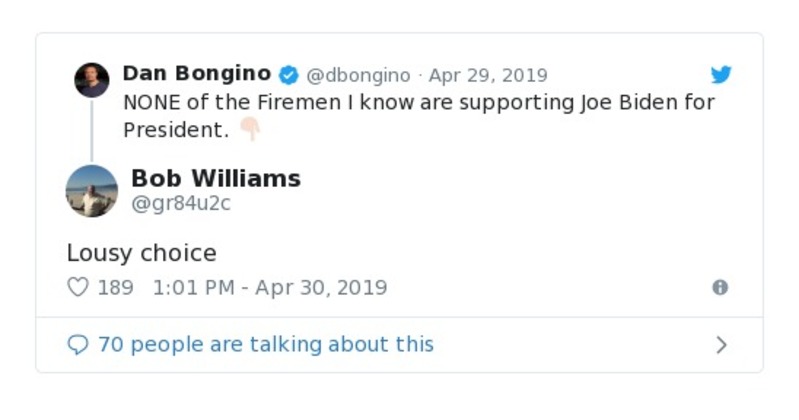 Dan Bongino @dbongino · Apr 29, 2019
NONE of the Firemen I know are supporting Joe Biden for
President. 👇🏻
Bob Williams
@gr84u2c
Lousy choice
189 1:01 PM - Apr 30, 2019
70 people are talking about this